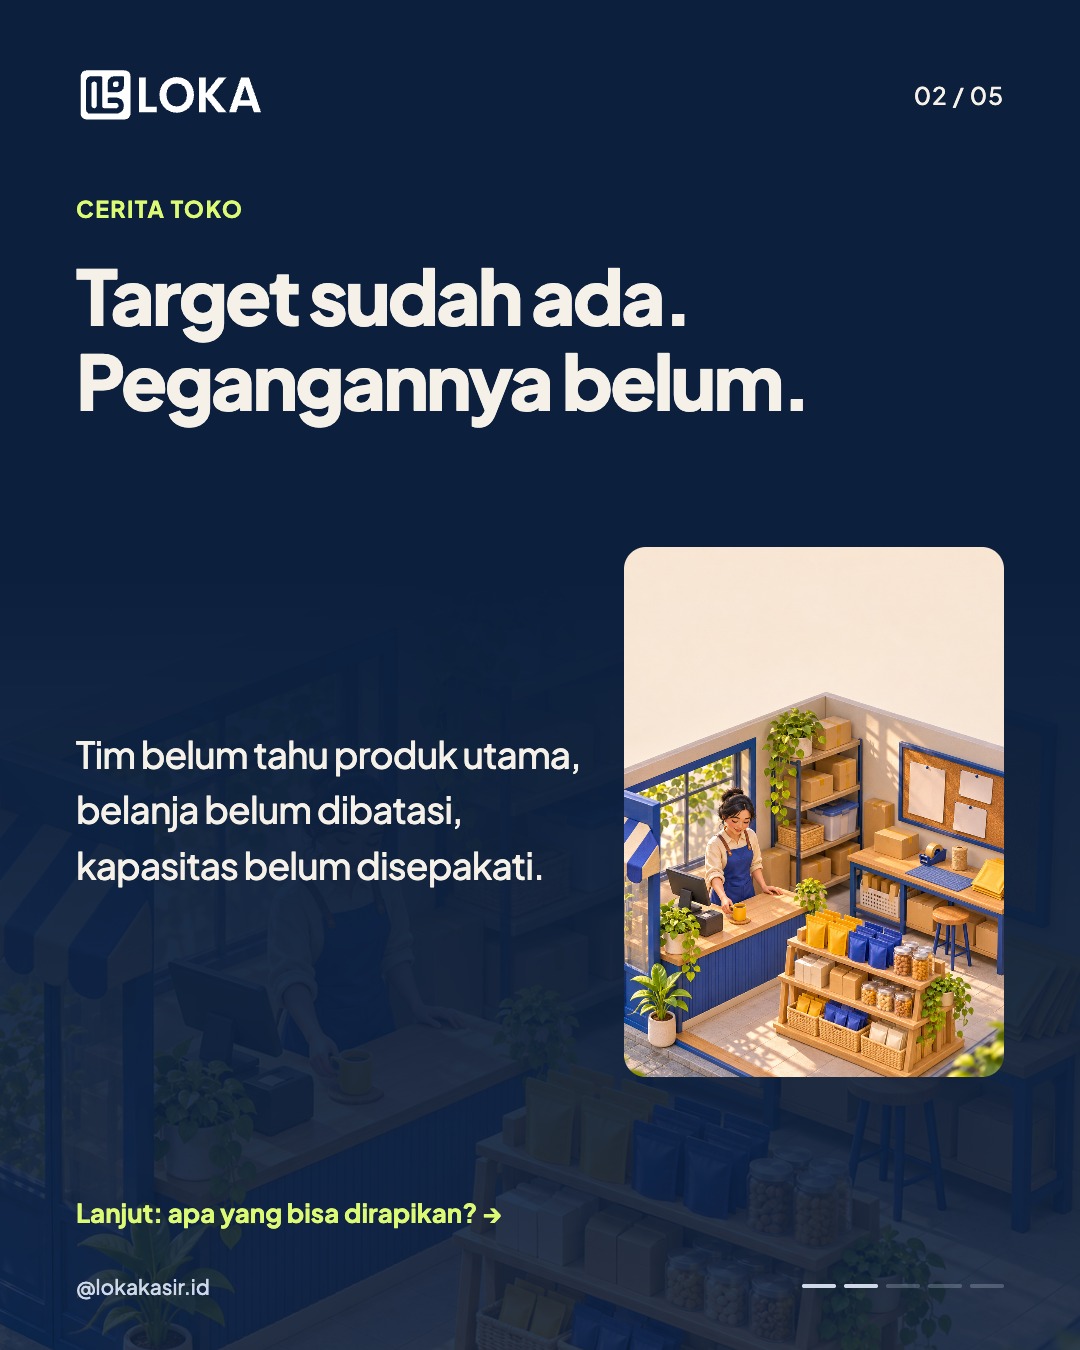 LOKA
02 / 05
CERITA TOKO
Target sudah ada.
Pegangannya belum.
Tim belum tahu produk utama,
belanja belum dibatasi,
kapasitas belum disepakati.
Lanjut: apa yang bisa dirapikan? →
@lokakasir.id